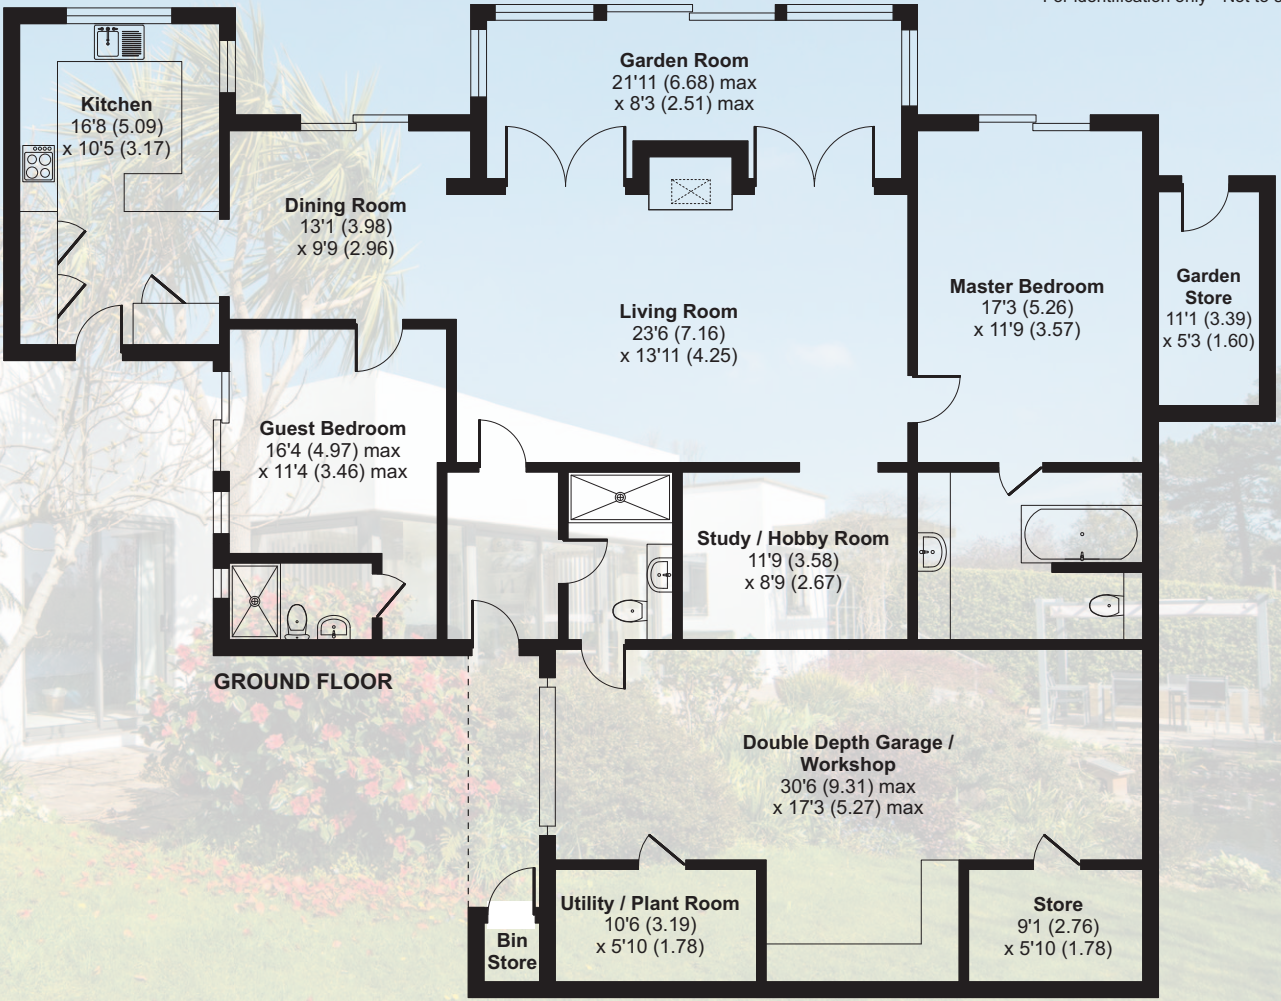 For identification only - Not to s
Kitchen
16'8 (5.09)
x 10'5 (3.17)
Garden Room
21'11 (6.68) max
x 8'3 (2.51) max
Dining Room
13'1 (3.98)
x 9'9 (2.96)
Living Room
23'6 (7.16)
x 13'11 (4.25)
Master Bedroom
17'3 (5.26)
x 11'9 (3.57)
Garden
Store
11'1 (3.39)
x 5'3 (1.60)
Guest Bedroom
16'4 (4.97) max
x 11'4 (3.46) max
Study / Hobby Room
11'9 (3.58)
x 8'9 (2.67)
GROUND FLOOR
Double Depth Garage /
Workshop
30'6 (9.31) max
x 17'3 (5.27) max
Utility / Plant Room
10'6 (3.19)
x 5'10 (1.78)
Store
9'1 (2.76)
x 5'10 (1.78)
Bin
Store